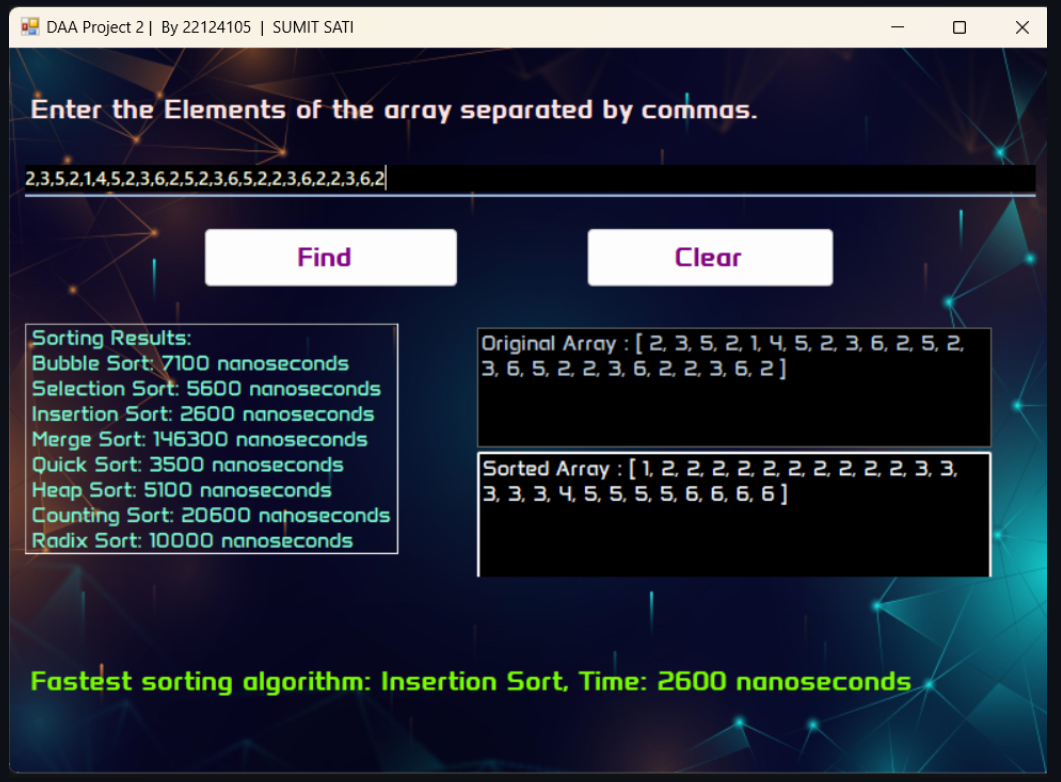 DAA Project 2 | By 22124105 | SUMIT SATI
Enter the Elements of the array separated by commas.
2,3,5,2,1,4,5,2,3,6,2,5,2,3,6,5,2,2,3,6,2,2,3,6,2
Find
Clear
Sorting Results:
Bubble Sort: 7100 nanoseconds
Selection Sort: 5600 nanoseconds
Insertion Sort: 2600 nanoseconds
Merge Sort: 146300 nanoseconds
Quick Sort: 3500 nanoseconds
Heap Sort: 5100 nanoseconds
Counting Sort: 20600 nanoseconds
Radix Sort: 10000 nanoseconds
Original Array : [ 2, 3, 5, 2, 1, 4, 5, 2, 3, 6, 2, 5, 2,
3, 6, 5, 2, 2, 3, 6, 2, 2, 3, 6, 2 ]
Sorted Array : [ 1, 2, 2, 2, 2, 2, 2, 2, 2, 2, 2, 3, 3,
3, 3, 3, 4, 5, 5, 5, 5, 6, 6, 6, 6 ]
Fastest sorting algorithm: Insertion Sort, Time: 2600 nanoseconds